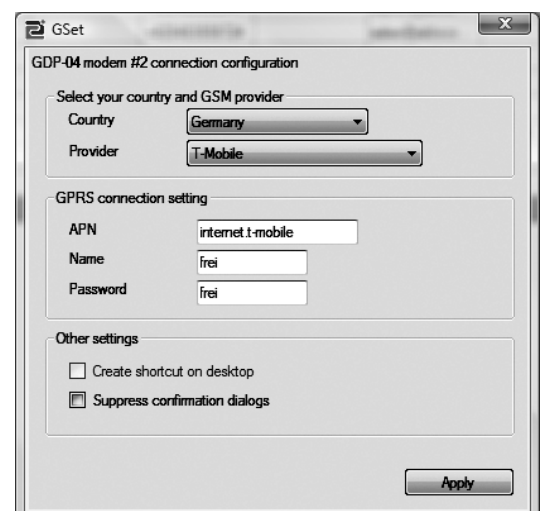 GSet
GDP-04 modem #2 connection configuration
Select your country and GSM provider
Country Germany
Provider T-Mobile
GPRS connection setting
APN internet.t-mobile
Name frei
Password frei
Other settings
Create shortcut on desktop
Suppress confirmation dialogs
Apply